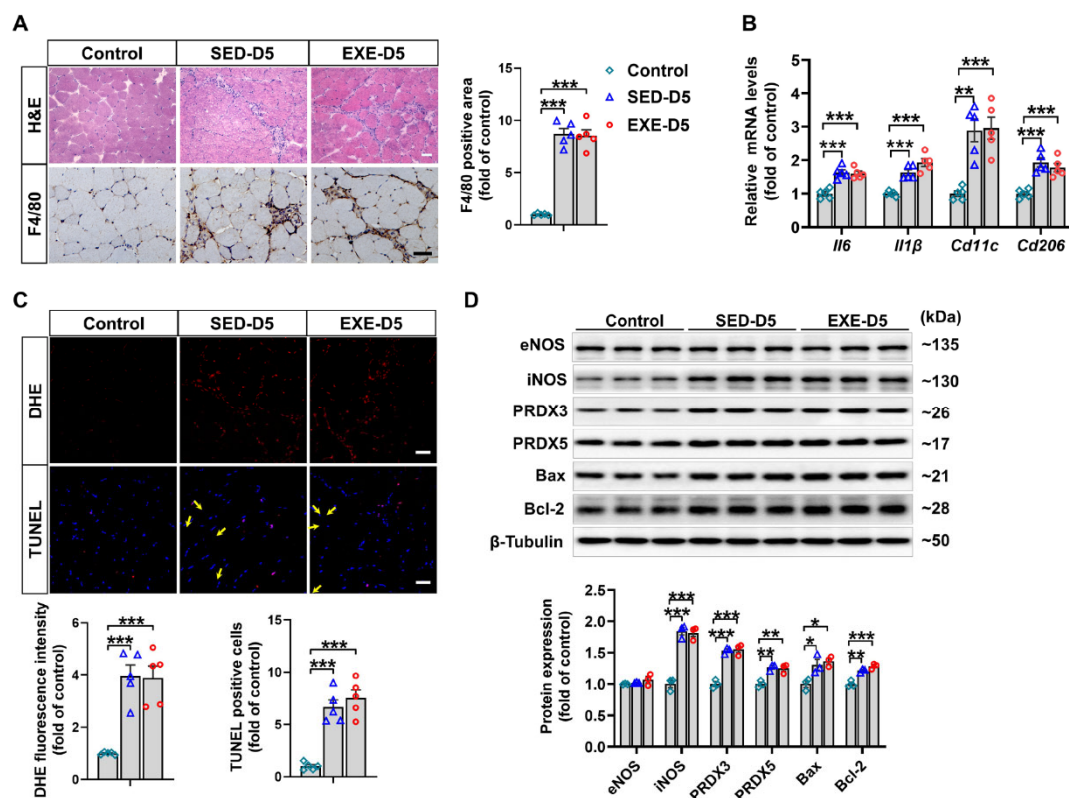 A
Control SED-D5 EXE-D5
H&E
F4/80
F4/80 positive area
(fold of control)
15
10
5
0
***
***
Control
SED-D5
EXE-D5
B
Relative mRNA levels
(fold of control)
5
4
3
2
1
0
***
***
***
***
***
**
***
***
Il6 Il1β Cd11c Cd206
C
Control SED-D5 EXE-D5
DHE
TUNEL
DHE fluorescence intensity
(fold of control)
6
4
2
0
***
***
TUNEL positive cells
(fold of control)
15
10
5
0
***
***
D
Control SED-D5 EXE-D5 (kDa)
eNOS ~135
iNOS ~130
PRDX3 ~26
PRDX5 ~17
Bax ~21
Bcl-2 ~28
β-Tubulin ~50
Protein expression
(fold of control)
2.5
2.0
1.5
1.0
0.5
0.0
***
***
***
***
**
**
*
*
***
**
eNOS iNOS PRDX3 PRDX5 Bax Bcl-2